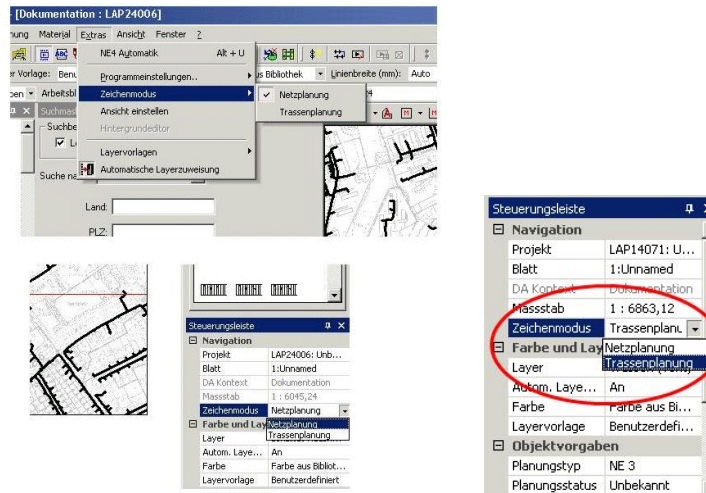 [Dokumentation : LAP24006]
nung Material Extras Ansicht Fenster ?
NE4 Automatik Alt + U
er Vorlage: Benu
us Bibliothek Linienbreite (mm): Auto
Programmeinstellungen..
en Arbeitsbl
Zeichenmodus
Netzplanung
Suchmas
Ansicht einstellen
Trassenplanung
Suchbe
Hintergrundeditor
Layervorlagen
Suche na
Automatische Layerzuweisung
Land:
PLZ:
Steuerungsleiste
Navigation
Projekt LAP24006: Unb...
Blatt 1:Unnamed
DA Kontext Dokumentation
Massstab 1 : 6045,24
Zeichenmodus Netzplanung
Farbe und Lay Netzplanung
Trassenplanung
Layer
Autom. Laye... An
Farbe Farbe aus Bibliot...
Layervorlage Benutzerdefiniert
Steuerungsleiste
Navigation
Projekt LAP14071: U...
Blatt 1:Unnamed
DA Kontext Dokumentation
Massstab 1 : 6863,12
Zeichenmodus Trassenplanu
Farbe und Lay Netzplanung
Trassenplanung
Layer
Autom. Laye... An
Farbe Farbe aus Bi...
Layervorlage Benutzerdefi...
Objektvorgaben
Planungstyp NE 3
Planungsstatus Unbekannt